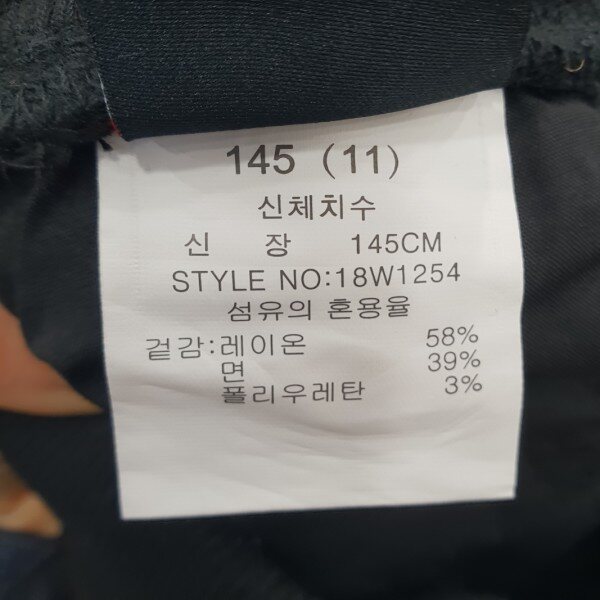 145 (11)
신체치수
신 장 145CM
STYLE NO:18W1254
섬유의 혼용율
겉감:레이온 58%
면 39%
폴리우레탄 3%